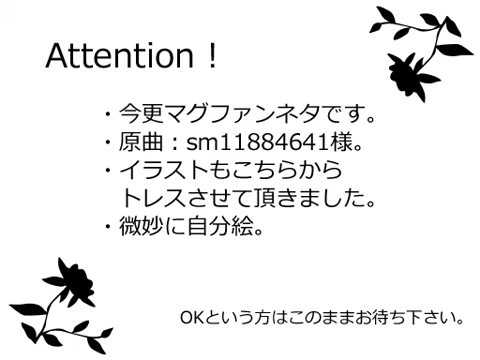 Attention！
・今更マグファンネタです。
・原曲：sm11884641様。
・イラストもこちらから
トレスさせて頂きました。
・微妙に自分絵。
OKという方はこのままお待ち下さい。